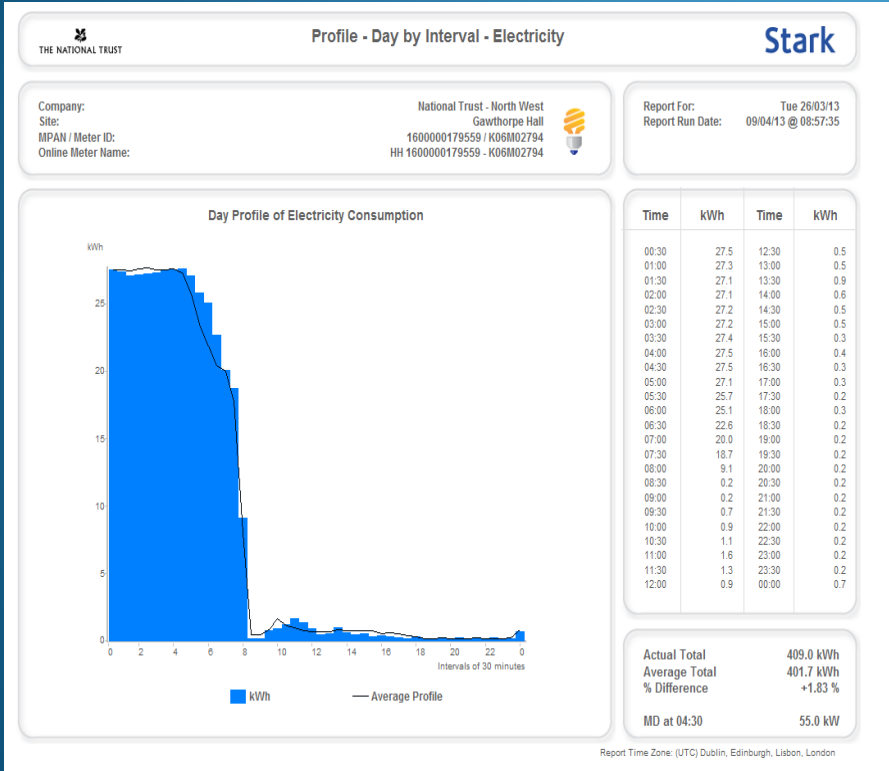 THE NATIONAL TRUST
Profile - Day by Interval - Electricity
Stark
Company: National Trust - North West
Site: Gawthorpe Hall
MPAN / Meter ID: 1600000179559 / K06M02794
Online Meter Name: HH 1600000179559 - K06M02794
Report For: Tue 26/03/13
Report Run Date: 09/04/13 @ 08:57:35
Day Profile of Electricity Consumption
kWh
25
20
15
10
5
0
0 2 4 6 8 10 12 14 16 18 20 22 0
Intervals of 30 minutes
kWh Average Profile
Time kWh Time kWh
00:30 27.5 12:30 0.5
01:00 27.3 13:00 0.5
01:30 27.1 13:30 0.9
02:00 27.1 14:00 0.6
02:30 27.2 14:30 0.5
03:00 27.2 15:00 0.5
03:30 27.4 15:30 0.3
04:00 27.5 16:00 0.4
04:30 27.5 16:30 0.3
05:00 27.1 17:00 0.3
05:30 25.7 17:30 0.2
06:00 25.1 18:00 0.3
06:30 22.6 18:30 0.2
07:00 20.0 19:00 0.2
07:30 18.7 19:30 0.2
08:00 9.1 20:00 0.2
08:30 0.2 20:30 0.2
09:00 0.2 21:00 0.2
09:30 0.7 21:30 0.2
10:00 0.9 22:00 0.2
10:30 1.1 22:30 0.2
11:00 1.6 23:00 0.2
11:30 1.3 23:30 0.2
12:00 0.9 00:00 0.7
Actual Total 409.0 kWh
Average Total 401.7 kWh
% Difference +1.83 %
MD at 04:30 55.0 kW
Report Time Zone: (UTC) Dublin, Edinburgh, Lisbon, London